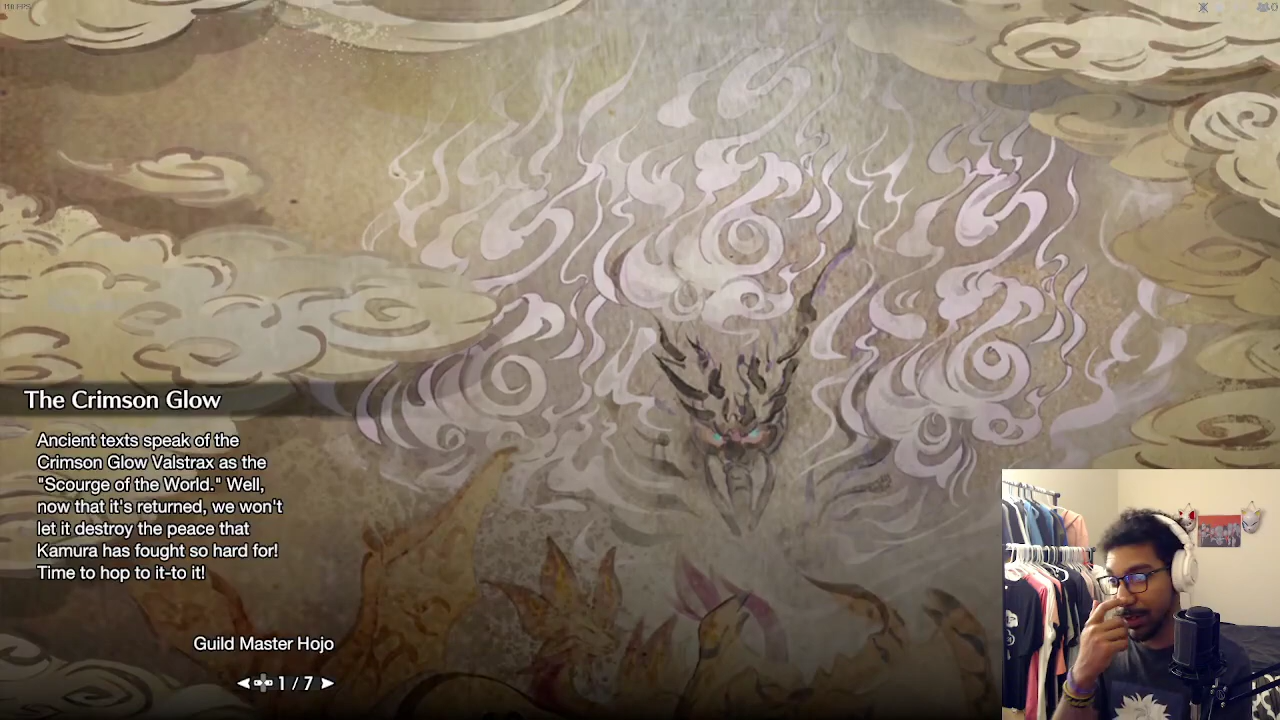 118 FPS
The Crimson Glow
Ancient texts speak of the
Crimson Glow Valstrax as the
"Scourge of the World." Well,
now that it's returned, we won't
let it destroy the peace that
Kamura has fought so hard for!
Time to hop to it-to it!
Guild Master Hojo
1 / 7